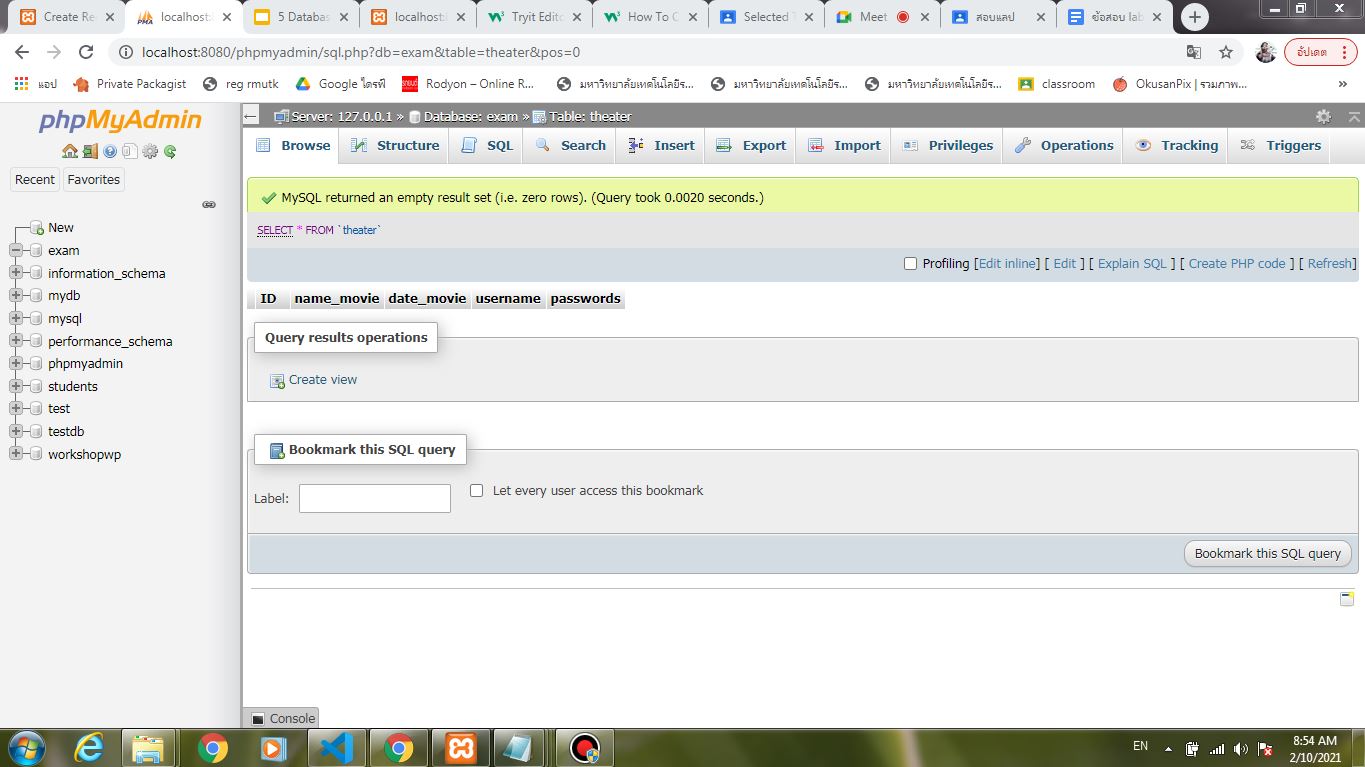 Create Re
localhost:
5 Databas
localhost:
Tryit Edito
How To C
Selected T
Meet
สอบแลป
ข้อสอบ lab
localhost:8080/phpmyadmin/sql.php?db=exam&table=theater&pos=0
อัปเดต
แอป
Private Packagist
reg rmutk
Google ไดรฟ์
Rodyon – Online R...
มหาวิทยาลัยเทคโนโลยีร...
มหาวิทยาลัยเทคโนโลยีร...
มหาวิทยาลัยเทคโนโลยีร...
classroom
OkusanPix | รวมภาพ...
»
phpMyAdmin
Recent
Favorites
New
exam
information_schema
mydb
mysql
performance_schema
phpmyadmin
students
test
testdb
workshopwp
Server: 127.0.0.1 » Database: exam » Table: theater
Browse
Structure
SQL
Search
Insert
Export
Import
Privileges
Operations
Tracking
Triggers
MySQL returned an empty result set (i.e. zero rows). (Query took 0.0020 seconds.)
SELECT * FROM `theater`
Profiling [Edit inline] [ Edit ] [ Explain SQL ] [ Create PHP code ] [ Refresh]
ID name_movie date_movie username passwords
Query results operations
Create view
Bookmark this SQL query
Label:
Let every user access this bookmark
Bookmark this SQL query
Console
EN
8:54 AM
2/10/2021